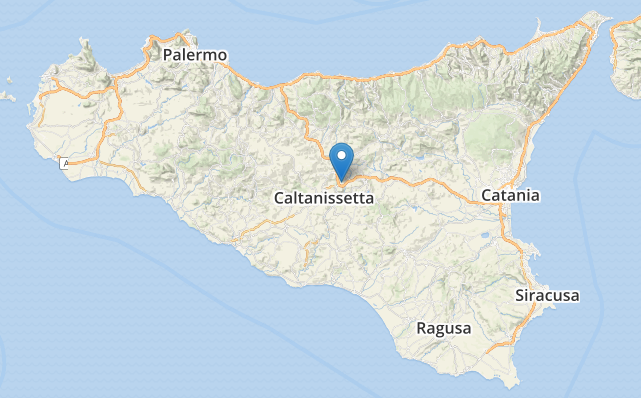 Palermo
A
Caltanissetta
Catania
Siracusa
Ragusa